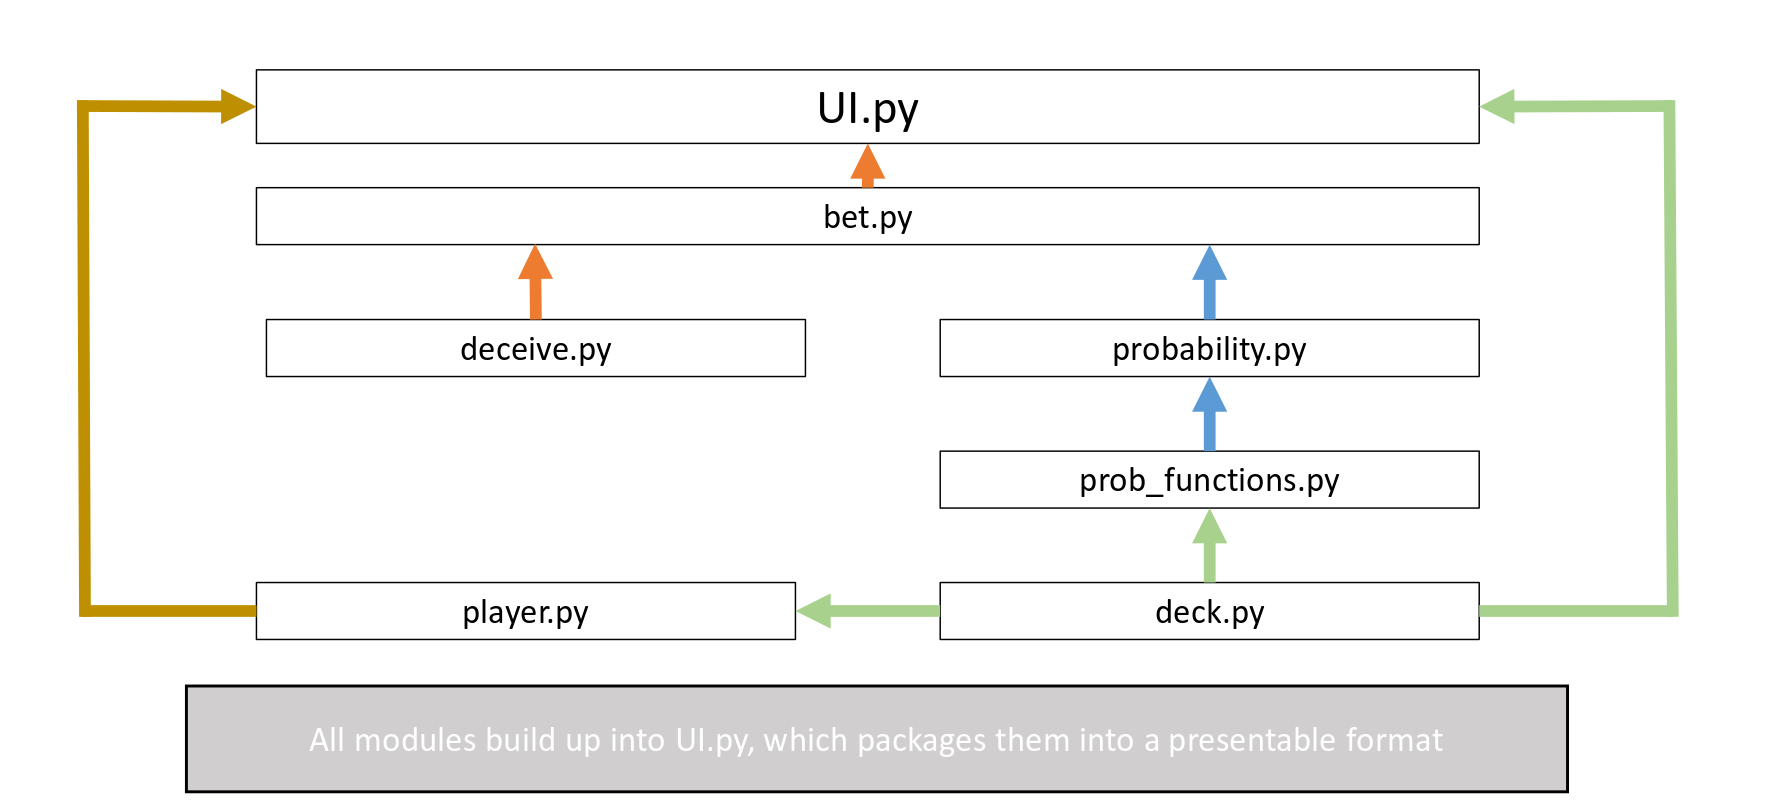 UI.py
bet.py
deceive.py
probability.py
prob_functions.py
player.py
deck.py
All modules build up into UI.py, which packages them into a presentable format